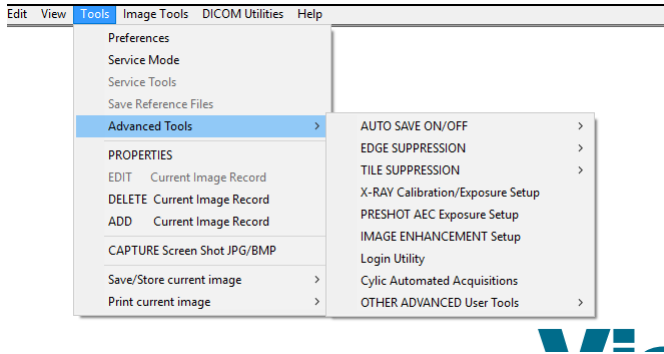 Edit View Tools Image Tools DICOM Utilities Help
Preferences
Service Mode
Service Tools
Save Reference Files
Advanced Tools
PROPERTIES
EDIT Current Image Record
DELETE Current Image Record
ADD Current Image Record
CAPTURE Screen Shot JPG/BMP
Save/Store current image
Print current image
AUTO SAVE ON/OFF
EDGE SUPPRESSION
TILE SUPPRESSION
X-RAY Calibration/Exposure Setup
PRESHOT AEC Exposure Setup
IMAGE ENHANCEMENT Setup
Login Utility
Cylic Automated Acquisitions
OTHER ADVANCED User Tools